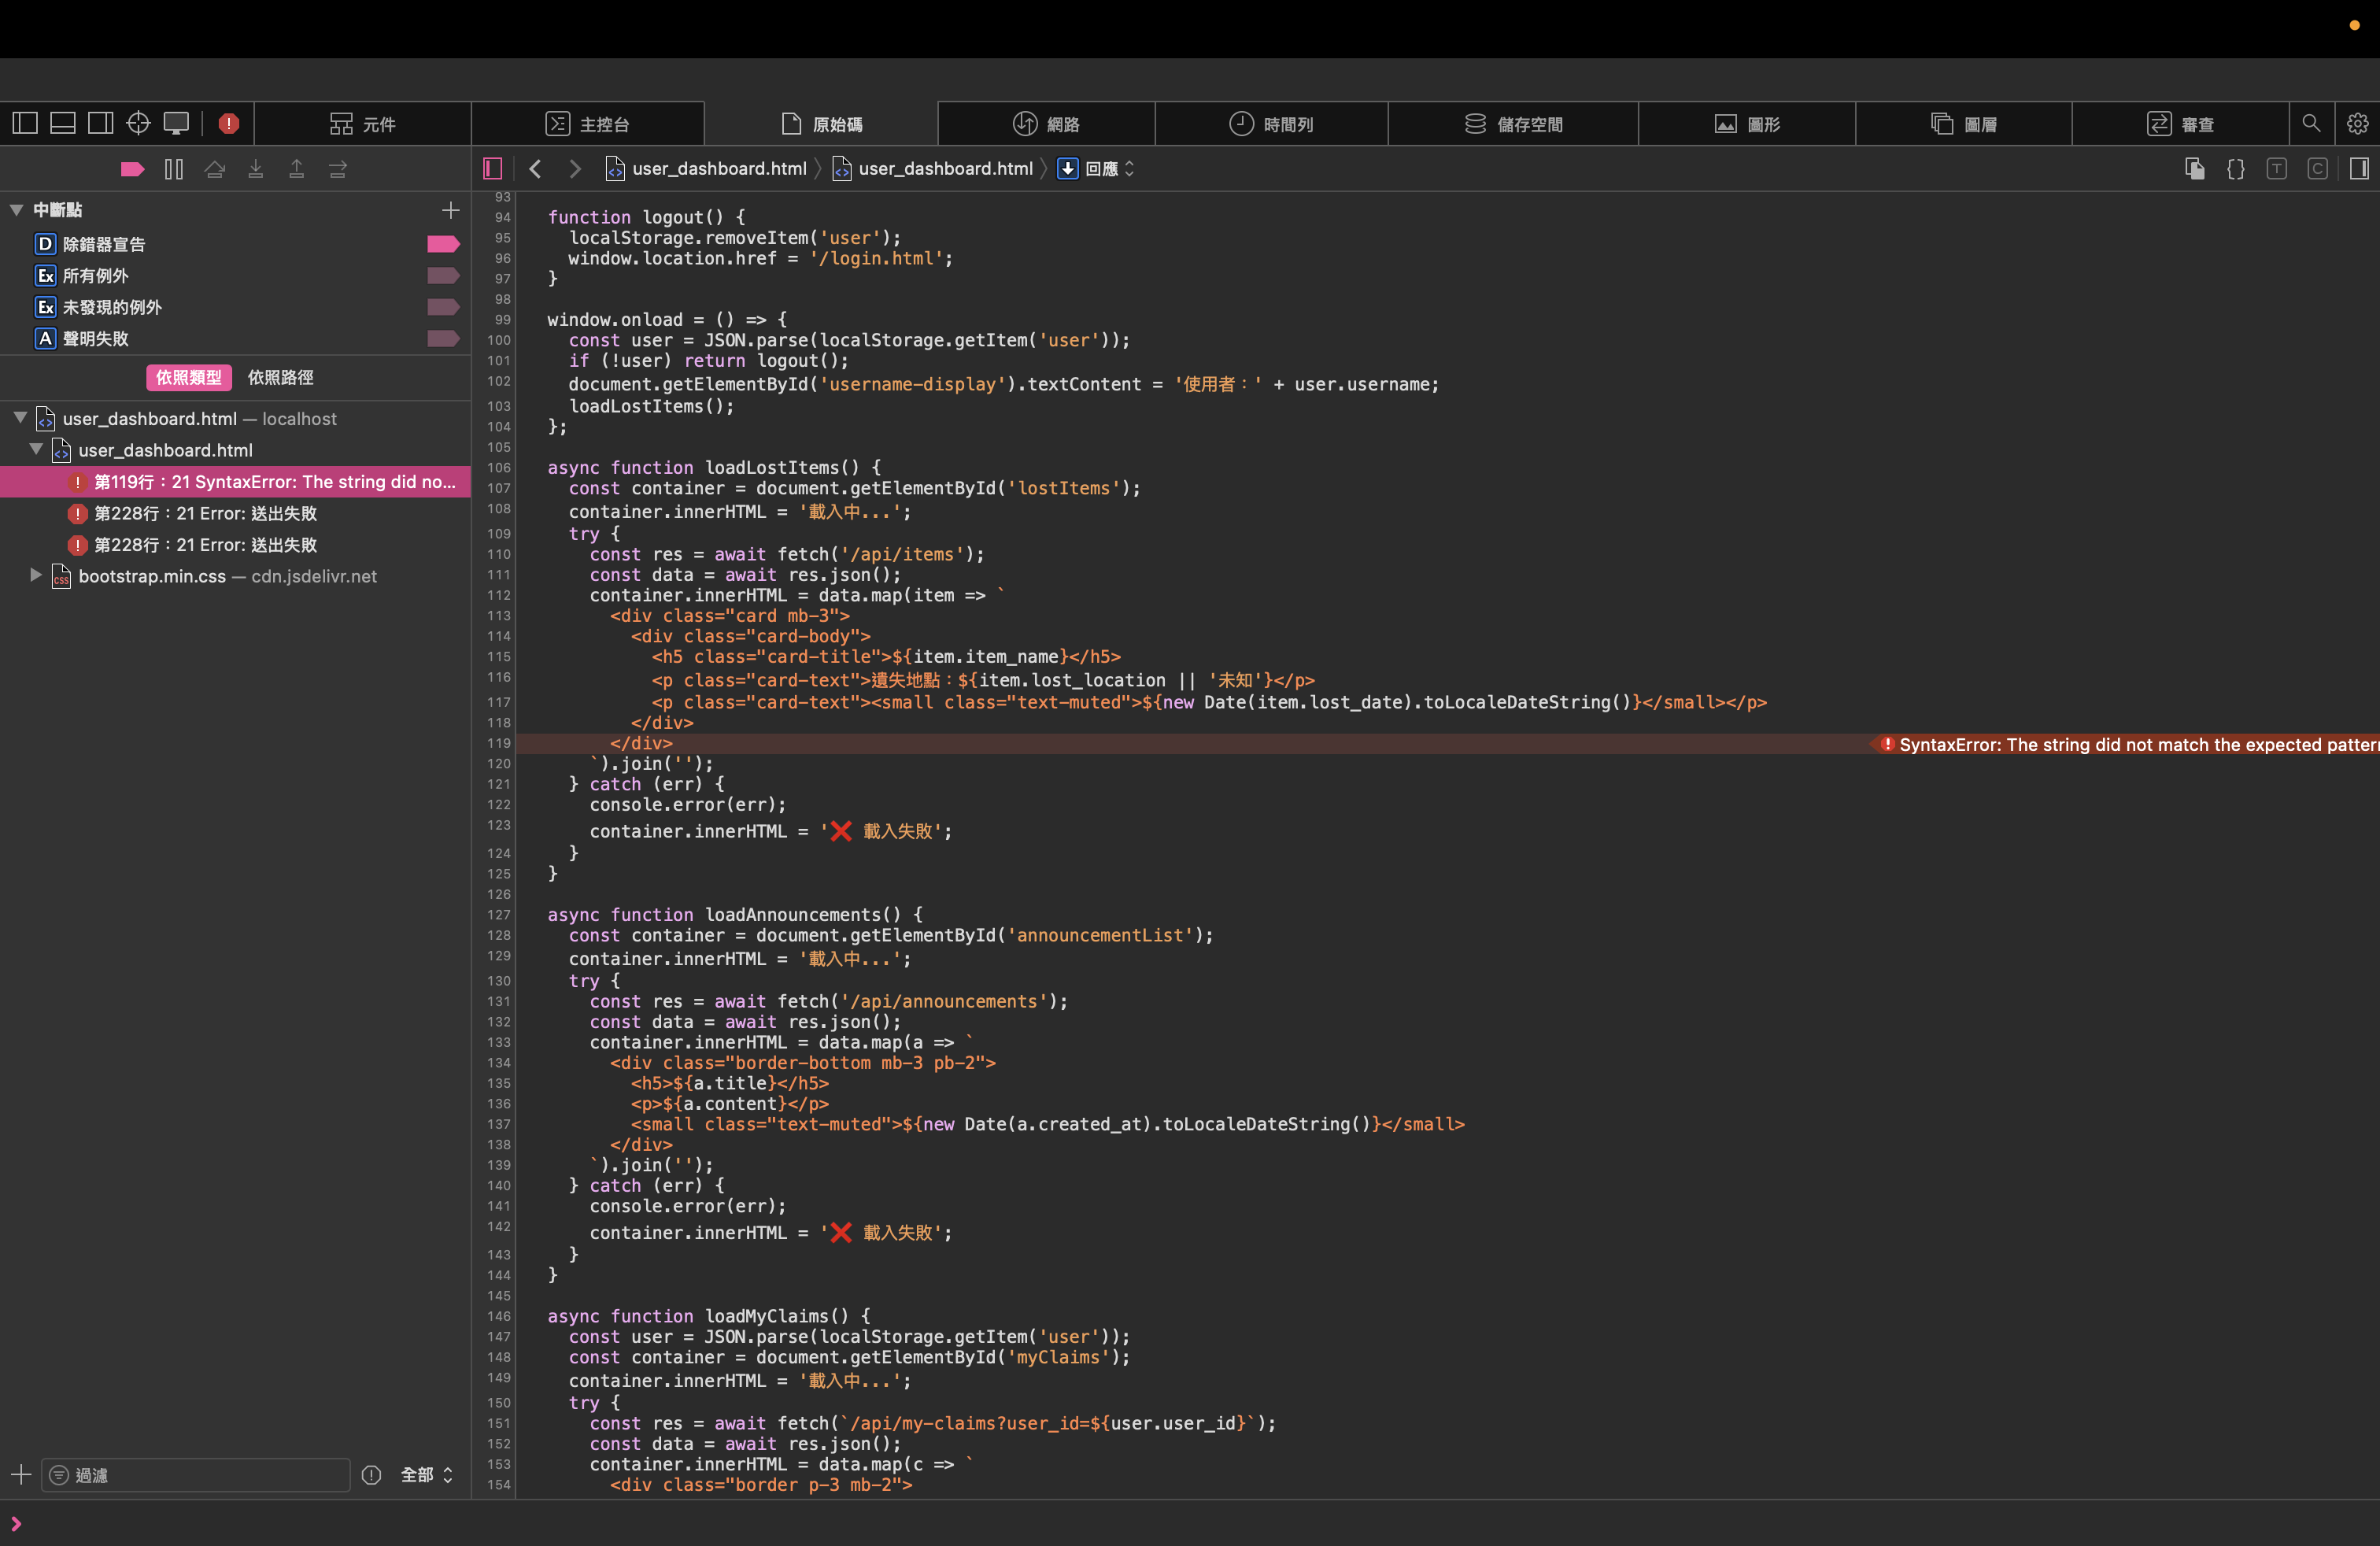 元件
主控台
原始碼
網路
時間列
儲存空間
圖形
圖層
審查
user_dashboard.html
user_dashboard.html
回應
中斷點
D 除錯器宣告
Ex 所有例外
Ex 未發現的例外
A 聲明失敗
依照類型 依照路徑
user_dashboard.html — localhost
user_dashboard.html
第119行：21 SyntaxError: The string did no...
第228行：21 Error: 送出失敗
第228行：21 Error: 送出失敗
bootstrap.min.css — cdn.jsdelivr.net
過濾
全部
93
94 function logout() {
95 localStorage.removeItem('user');
96 window.location.href = '/login.html';
97 }
98
99 window.onload = () => {
100 const user = JSON.parse(localStorage.getItem('user'));
101 if (!user) return logout();
102 document.getElementById('username-display').textContent = '使用者：' + user.username;
103 loadLostItems();
104 };
105
106 async function loadLostItems() {
107 const container = document.getElementById('lostItems');
108 container.innerHTML = '載入中...';
109 try {
110 const res = await fetch('/api/items');
111 const data = await res.json();
112 container.innerHTML = data.map(item => `
113 <div class="card mb-3">
114 <div class="card-body">
115 <h5 class="card-title">${item.item_name}</h5>
116 <p class="card-text">遺失地點：${item.lost_location || '未知'}</p>
117 <p class="card-text"><small class="text-muted">${new Date(item.lost_date).toLocaleDateString()}</small></p>
118 </div>
119 </div> SyntaxError: The string did not match the expected pattern
120 `).join('');
121 } catch (err) {
122 console.error(err);
123 container.innerHTML = '❌ 載入失敗';
124 }
125 }
126
127 async function loadAnnouncements() {
128 const container = document.getElementById('announcementList');
129 container.innerHTML = '載入中...';
130 try {
131 const res = await fetch('/api/announcements');
132 const data = await res.json();
133 container.innerHTML = data.map(a => `
134 <div class="border-bottom mb-3 pb-2">
135 <h5>${a.title}</h5>
136 <p>${a.content}</p>
137 <small class="text-muted">${new Date(a.created_at).toLocaleDateString()}</small>
138 </div>
139 `).join('');
140 } catch (err) {
141 console.error(err);
142 container.innerHTML = '❌ 載入失敗';
143 }
144 }
145
146 async function loadMyClaims() {
147 const user = JSON.parse(localStorage.getItem('user'));
148 const container = document.getElementById('myClaims');
149 container.innerHTML = '載入中...';
150 try {
151 const res = await fetch(`/api/my-claims?user_id=${user.user_id}`);
152 const data = await res.json();
153 container.innerHTML = data.map(c => `
154 <div class="border p-3 mb-2">